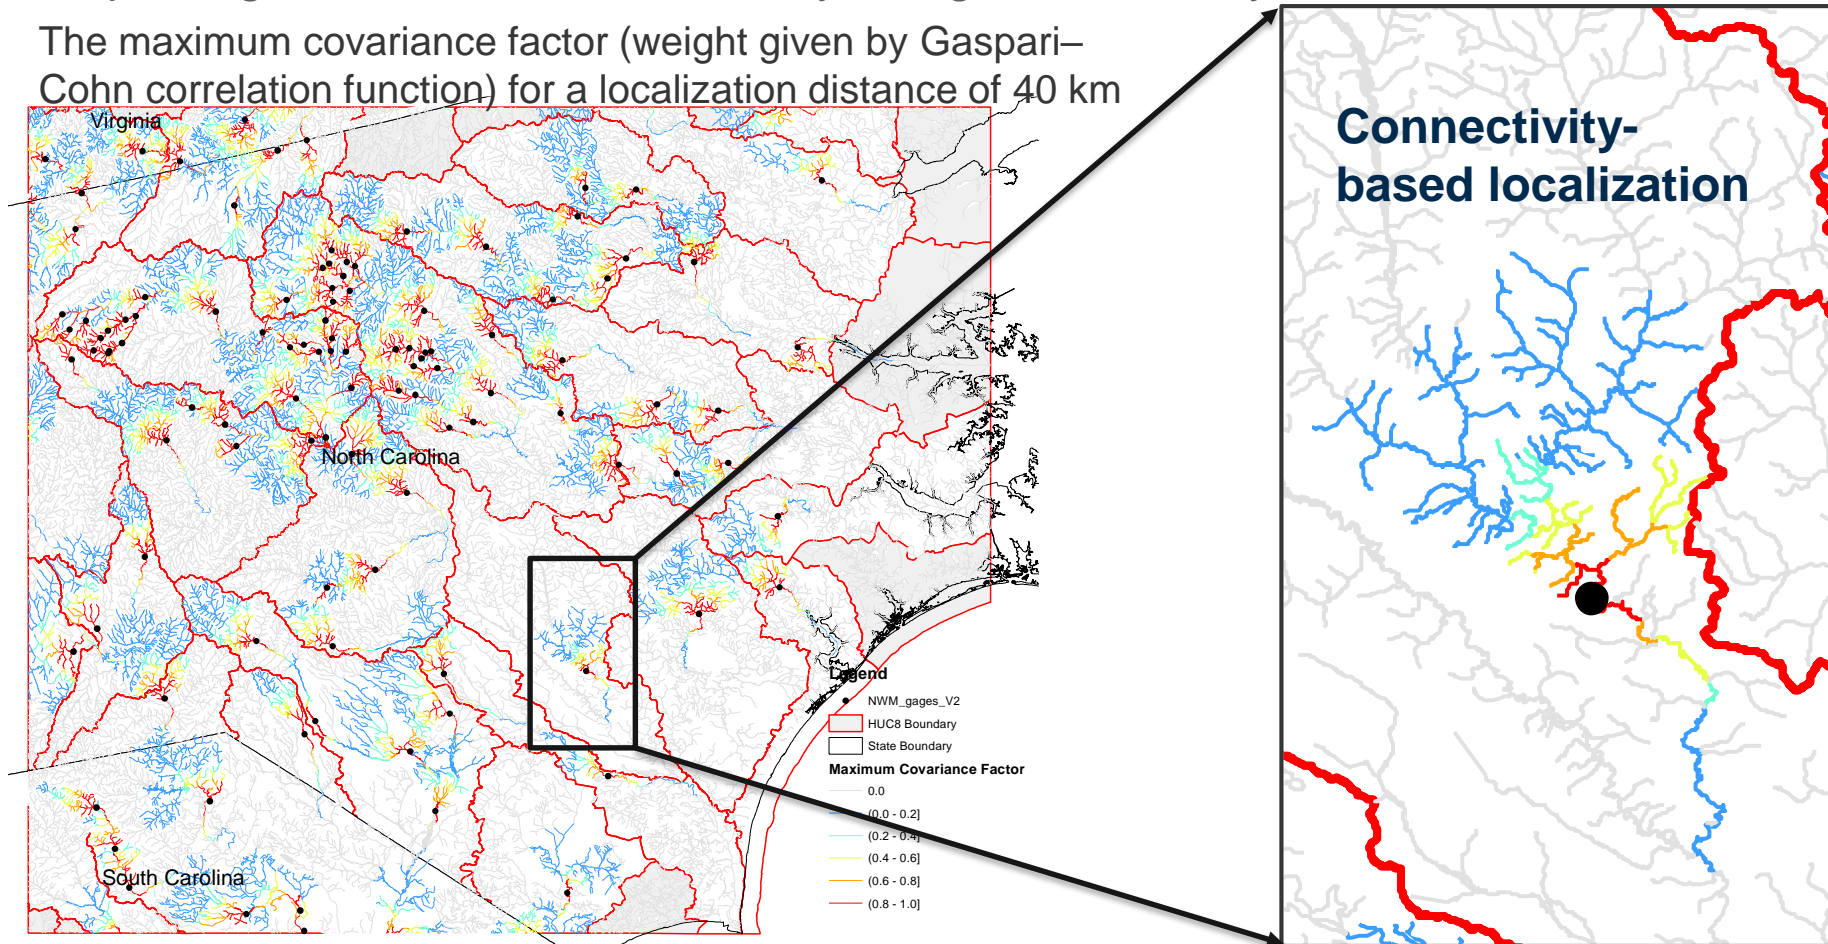 The maximum covariance factor (weight given by Gaspari–
Cohn correlation function) for a localization distance of 40 km
Virginia
North Carolina
South Carolina
Legend
NWM_gages_V2
HUC8 Boundary
State Boundary
Maximum Covariance Factor
0.0
(0.0 - 0.2]
(0.2 - 0.4]
(0.4 - 0.6]
(0.6 - 0.8]
(0.8 - 1.0]
Connectivity-
based localization